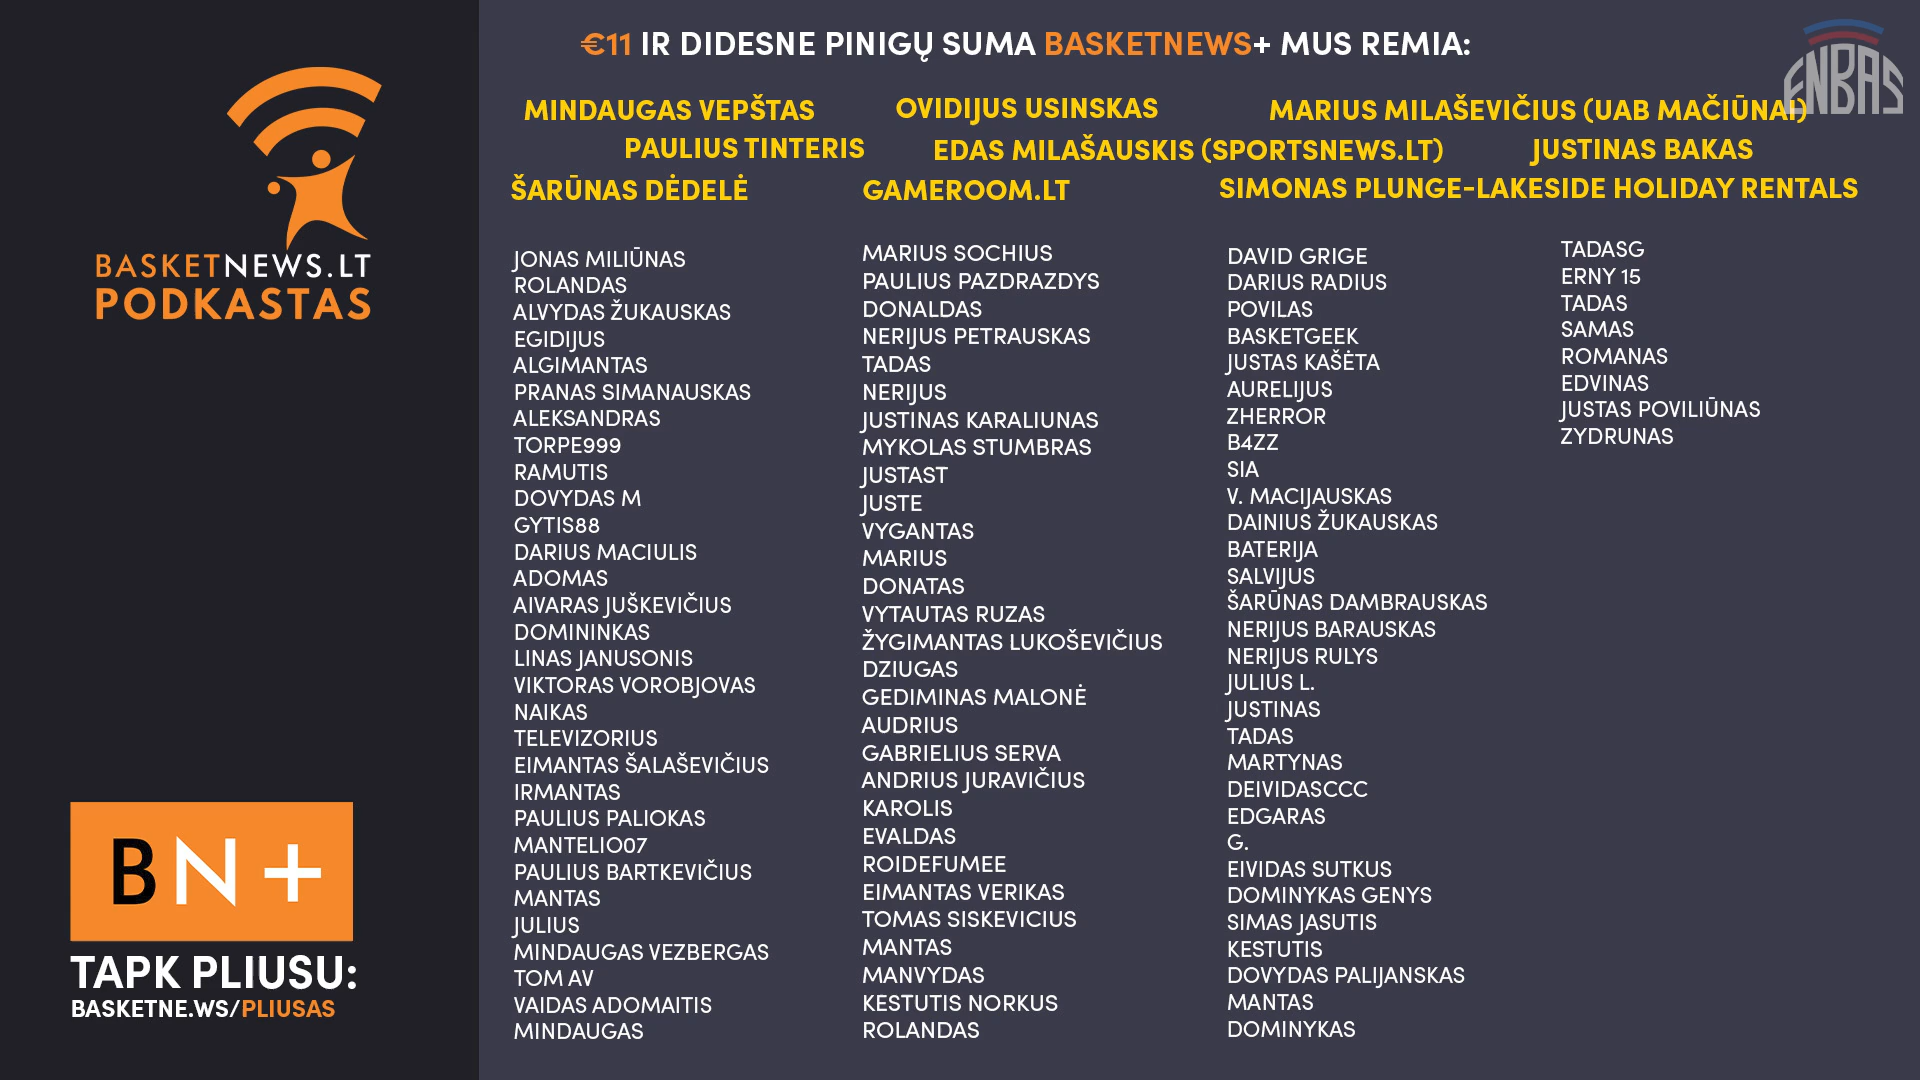 BASKETNEWS.LT
PODKASTAS
BN+
TAPK PLIUSU:
BASKETNE.WS/PLIUSAS
€11 IR DIDESNE PINIGŲ SUMA BASKETNEWS+ MUS REMIA:
ENBAS
MINDAUGAS VEPŠTAS OVIDIJUS USINSKAS MARIUS MILAŠEVIČIUS (UAB MAČIŪNAI)
PAULIUS TINTERIS EDAS MILAŠAUSKIS (SPORTSNEWS.LT) JUSTINAS BAKAS
ŠARŪNAS DĖDELĖ GAMEROOM.LT SIMONAS PLUNGE-LAKESIDE HOLIDAY RENTALS
JONAS MILIŪNAS
ROLANDAS
ALVYDAS ŽUKAUSKAS
EGIDIJUS
ALGIMANTAS
PRANAS SIMANAUSKAS
ALEKSANDRAS
TORPE999
RAMUTIS
DOVYDAS M
GYTIS88
DARIUS MACIULIS
ADOMAS
AIVARAS JUŠKEVIČIUS
DOMININKAS
LINAS JANUSONIS
VIKTORAS VOROBJOVAS
NAIKAS
TELEVIZORIUS
EIMANTAS ŠALAŠEVIČIUS
IRMANTAS
PAULIUS PALIOKAS
MANTELIO07
PAULIUS BARTKEVIČIUS
MANTAS
JULIUS
MINDAUGAS VEZBERGAS
TOM AV
VAIDAS ADOMAITIS
MINDAUGAS
MARIUS SOCHIUS
PAULIUS PAZDRAZDYS
DONALDAS
NERIJUS PETRAUSKAS
TADAS
NERIJUS
JUSTINAS KARALIUNAS
MYKOLAS STUMBRAS
JUSTAST
JUSTE
VYGANTAS
MARIUS
DONATAS
VYTAUTAS RUZAS
ŽYGIMANTAS LUKOŠEVIČIUS
DZIUGAS
GEDIMINAS MALONĖ
AUDRIUS
GABRIELIUS SERVA
ANDRIUS JURAVIČIUS
KAROLIS
EVALDAS
ROIDEFUMEE
EIMANTAS VERIKAS
TOMAS SISKEVICIUS
MANTAS
MANVYDAS
KESTUTIS NORKUS
ROLANDAS
DAVID GRIGE
DARIUS RADIUS
POVILAS
BASKETGEEK
JUSTAS KAŠĖTA
AURELIJUS
ZHERROR
B4ZZ
SIA
V. MACIJAUSKAS
DAINIUS ŽUKAUSKAS
BATERIJA
SALVIJUS
ŠARŪNAS DAMBRAUSKAS
NERIJUS BARAUSKAS
NERIJUS RULYS
JULIUS L.
JUSTINAS
TADAS
MARTYNAS
DEIVIDASCCC
EDGARAS
G.
EIVIDAS SUTKUS
DOMINYKAS GENYS
SIMAS JASUTIS
KESTUTIS
DOVYDAS PALIJANSKAS
MANTAS
DOMINYKAS
TADASG
ERNY 15
TADAS
SAMAS
ROMANAS
EDVINAS
JUSTAS POVILIŪNAS
ZYDRUNAS